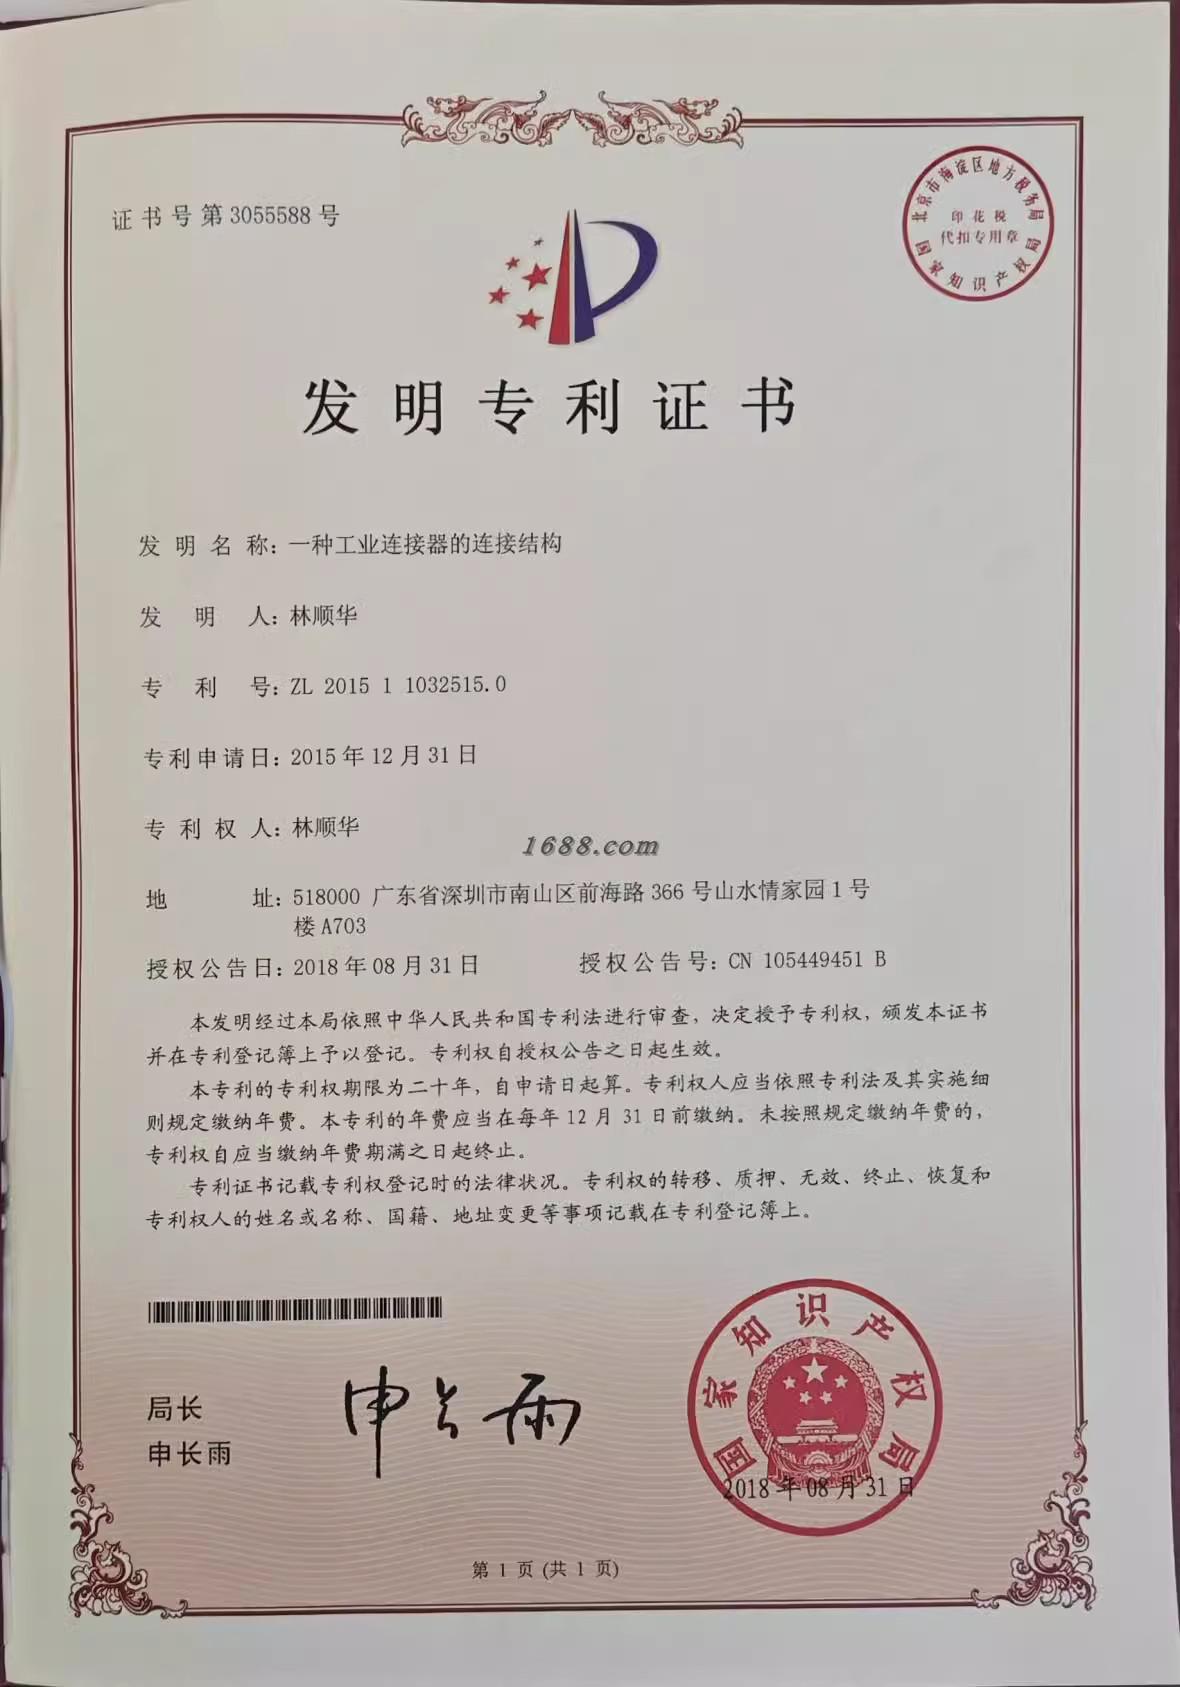 证书号第3055588号
北京市海淀区地方税务局
印花税
代扣专用章
国家知识产权局
发明专利证书
发明名称：一种工业连接器的连接结构
发明人：林顺华
专利号：ZL 2015 1 1032515.0
专利申请日：2015年12月31日
专利权人：林顺华
1688.com
地址：518000 广东省深圳市南山区前海路366号山水情家园1号
楼A703
授权公告日：2018年08月31日 授权公告号：CN 105449451 B
本发明经过本局依照中华人民共和国专利法进行审查，决定授予专利权，颁发本证书
并在专利登记簿上予以登记。专利权自授权公告之日起生效。
本专利的专利权期限为二十年，自申请日起算。专利权人应当依照专利法及其实施细
则规定缴纳年费。本专利的年费应当在每年12月31日前缴纳。未按照规定缴纳年费的，
专利权自应当缴纳年费期满之日起终止。
专利证书记载专利权登记时的法律状况。专利权的转移、质押、无效、终止、恢复和
专利权人的姓名或名称、国籍、地址变更等事项记载在专利登记簿上。
局长
申长雨
申长雨
国家知识产权局
2018年08月31日
第1页(共1页)